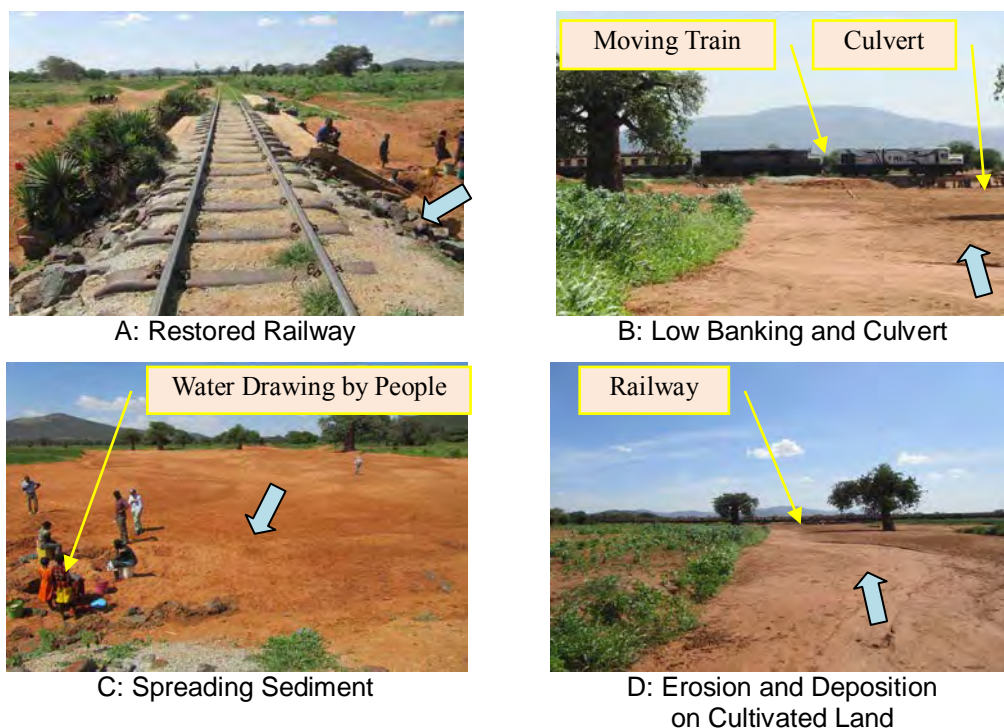 Moving Train
Culvert
A: Restored Railway
B: Low Banking and Culvert
Water Drawing by People
Railway
C: Spreading Sediment
D: Erosion and Deposition
on Cultivated Land